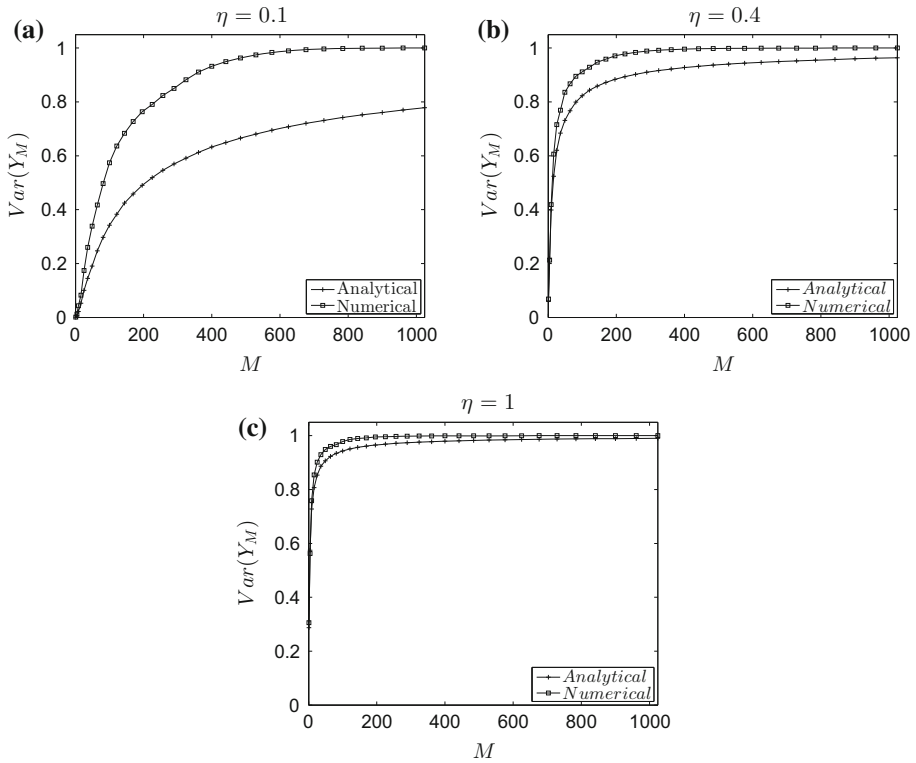 (a)
η = 0.1
Var(Y_M)
1
0.8
0.6
0.4
0.2
0
0 200 400 600 800 1000
M
Analytical
Numerical
(b)
η = 0.4
Var(Y_M)
1
0.8
0.6
0.4
0.2
0
0 200 400 600 800 1000
M
Analytical
Numerical
(c)
η = 1
Var(Y_M)
1
0.8
0.6
0.4
0.2
0
0 200 400 600 800 1000
M
Analytical
Numerical